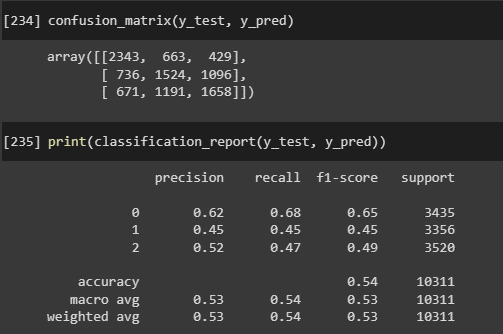 [234] confusion_matrix(y_test, y_pred)
array([[2343, 663, 429],
[ 736, 1524, 1096],
[ 671, 1191, 1658]])
[235] print(classification_report(y_test, y_pred))
precision recall f1-score support
0 0.62 0.68 0.65 3435
1 0.45 0.45 0.45 3356
2 0.52 0.47 0.49 3520
accuracy 0.54 10311
macro avg 0.53 0.54 0.53 10311
weighted avg 0.53 0.54 0.53 10311